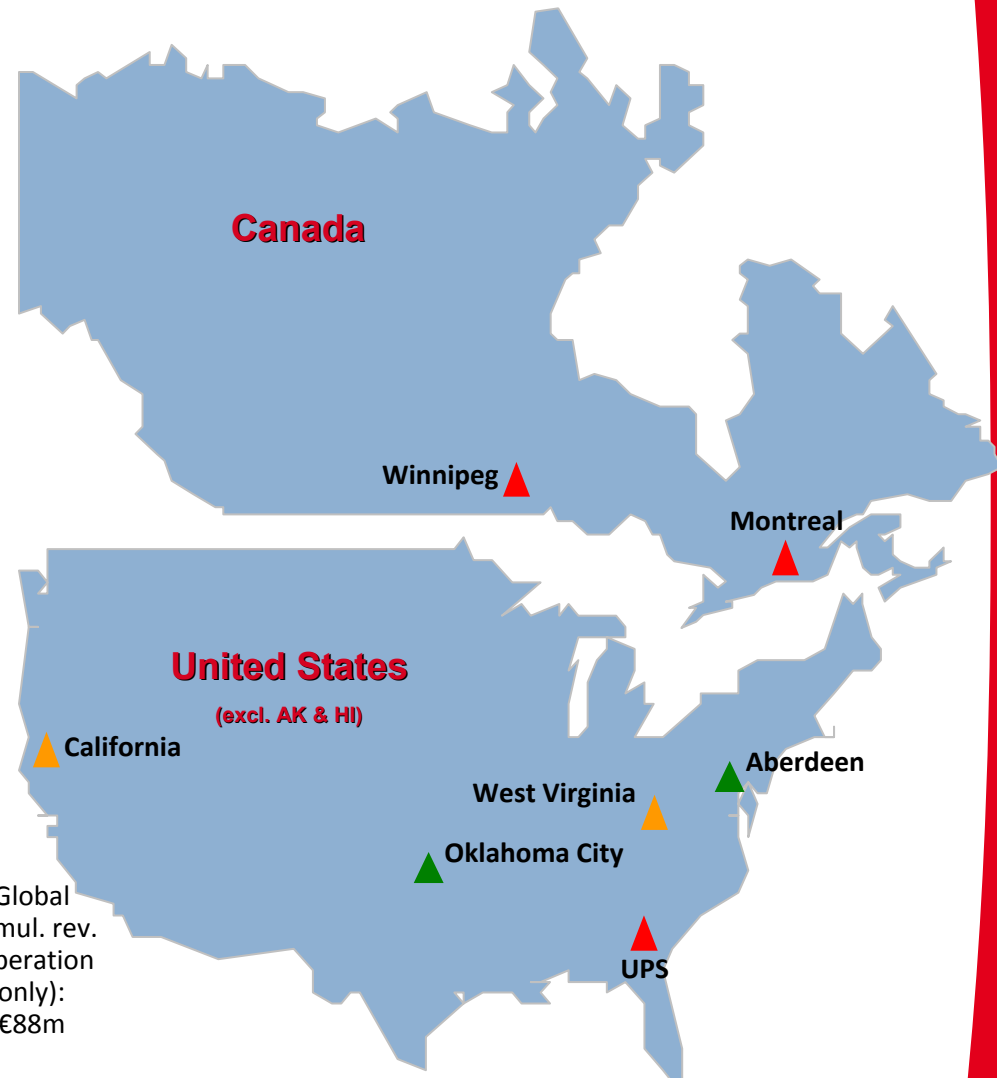 Canada
Winnipeg
Montreal
United States
(excl. AK & HI)
California
Aberdeen
West Virginia
Oklahoma City
Global
mul. rev.
peration
only):
€88m
UPS